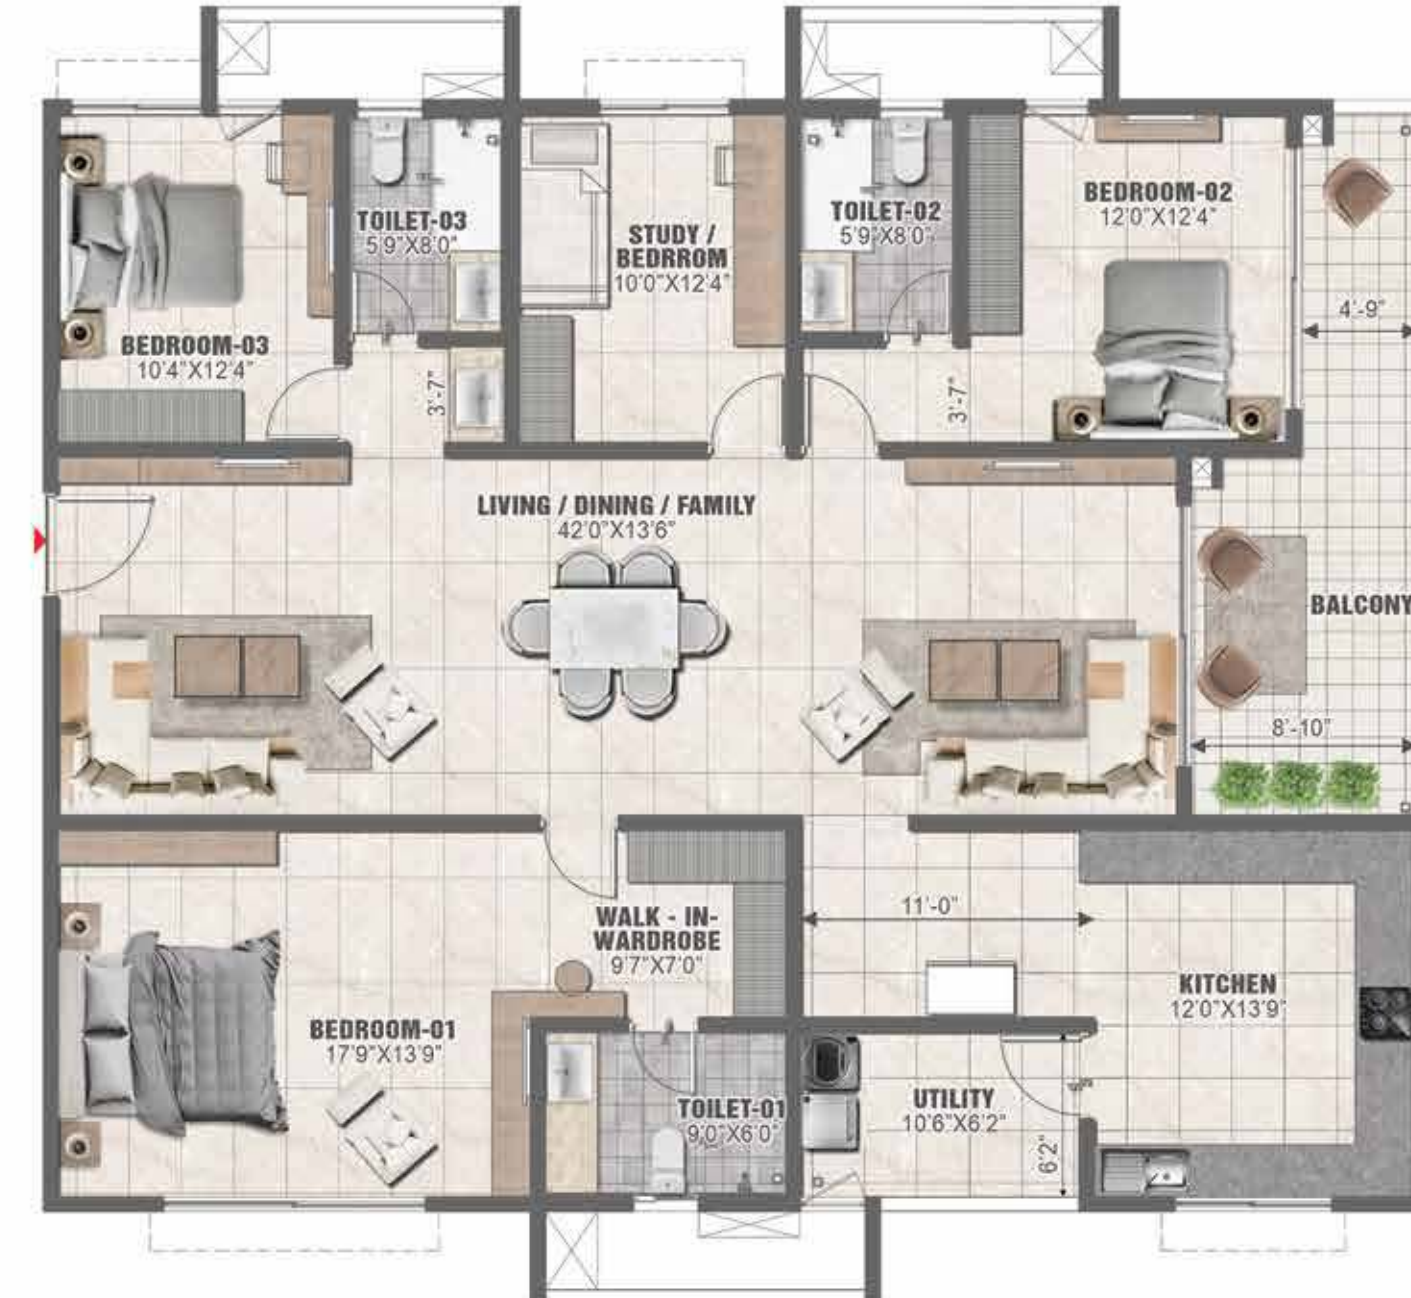 TOILET-03
5'9"X8'0"
STUDY /
BEDRROM
10'0"X12'4"
TOILET-02
5'9"X8'0"
BEDROOM-02
12'0"X12'4"
4'-9"
BEDROOM-03
10'4"X12'4"
3'-7"
3'-7"
LIVING / DINING / FAMILY
42'0"X13'6"
BALCONY
8'-10"
11'-0"
WALK - IN-
WARDROBE
9'7"X7'0"
KITCHEN
12'0"X13'9"
BEDROOM-01
17'9"X13'9"
TOILET-01
9'0"X6'0"
UTILITY
10'6"X6'2"
6'2"